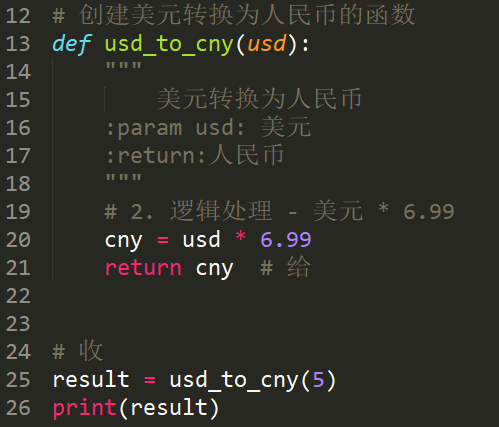 12 # 创建美元转换为人民币的函数
13 def usd_to_cny(usd):
14     """
15         美元转换为人民币
16     :param usd: 美元
17     :return:人民币
18     """
19     # 2. 逻辑处理 - 美元 * 6.99
20     cny = usd * 6.99
21     return cny  # 给
22
23
24 # 收
25 result = usd_to_cny(5)
26 print(result)